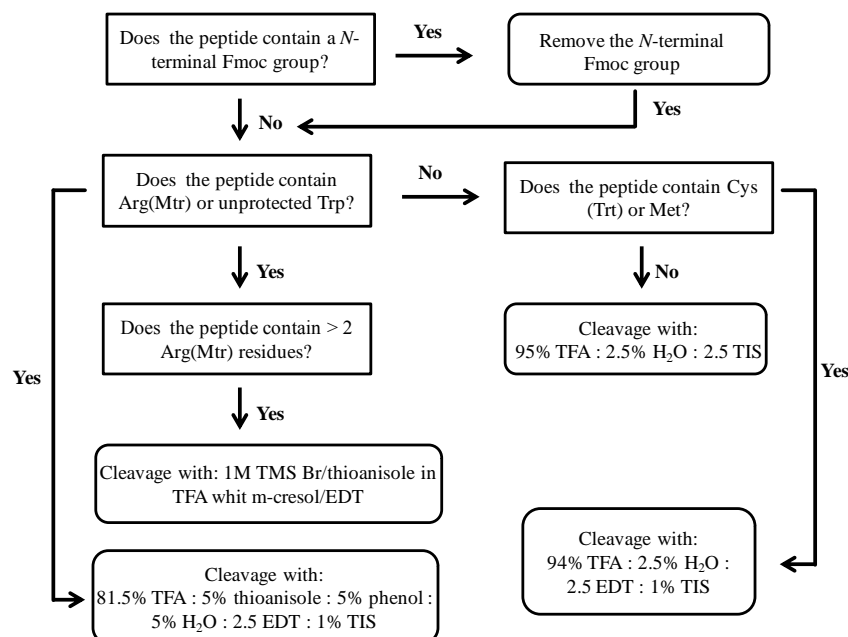 Does the peptide contain a N-
terminal Fmoc group?
Yes
Remove the N-terminal
Fmoc group
No
Yes
Does the peptide contain
Arg(Mtr) or unprotected Trp?
No
Does the peptide contain Cys
(Trt) or Met?
Yes
No
Does the peptide contain > 2
Arg(Mtr) residues?
Cleavage with:
95% TFA : 2.5% H₂O : 2.5 TIS
Yes
Yes
Yes
Cleavage with: 1M TMS Br/thioanisole in
TFA whit m-cresol/EDT
Cleavage with:
94% TFA : 2.5% H₂O :
2.5 EDT : 1% TIS
Cleavage with:
81.5% TFA : 5% thioanisole : 5% phenol :
5% H₂O : 2.5 EDT : 1% TIS